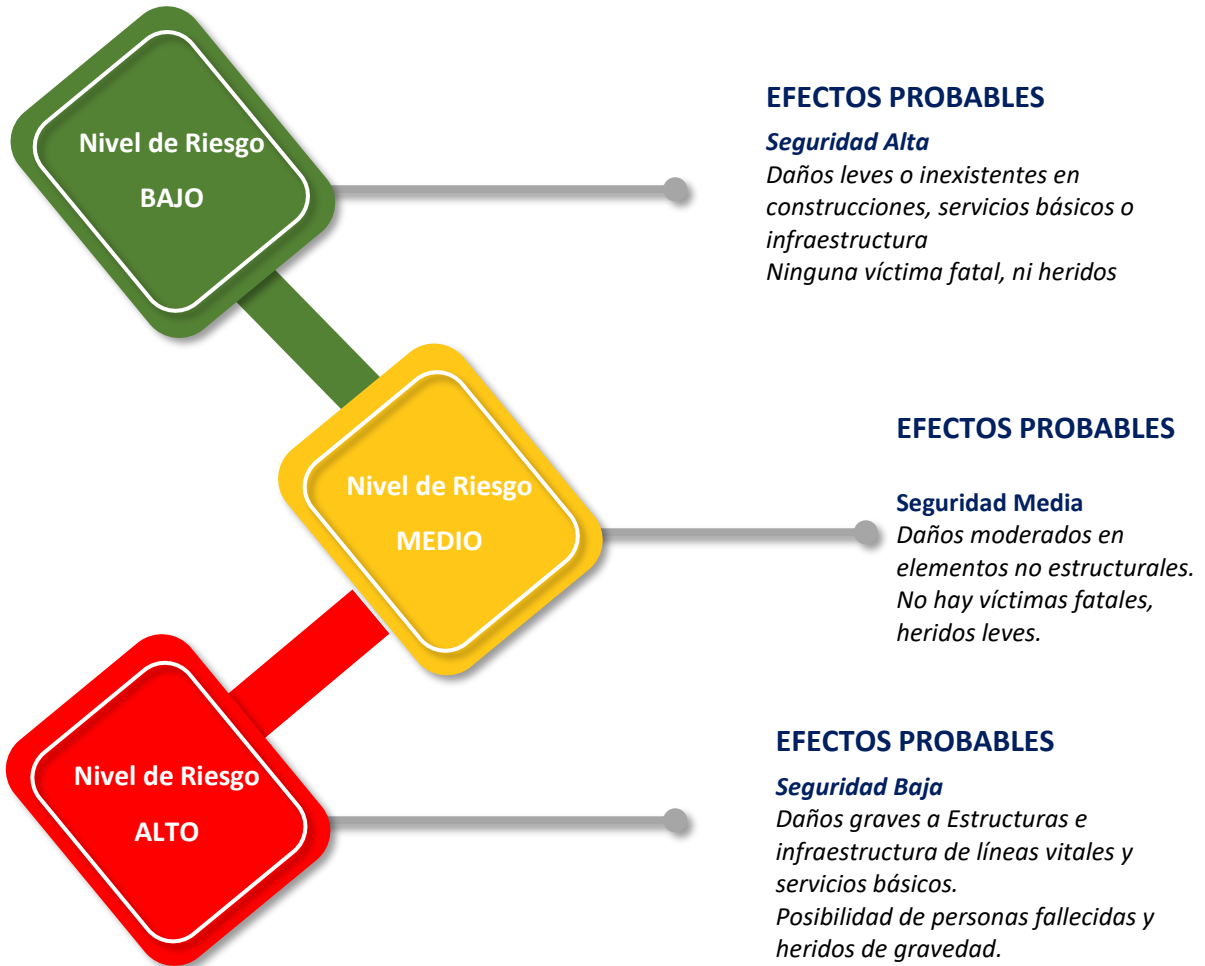 Nivel de Riesgo
BAJO
EFECTOS PROBABLES
Seguridad Alta
Daños leves o inexistentes en
construcciones, servicios básicos o
infraestructura
Ninguna víctima fatal, ni heridos
Nivel de Riesgo
MEDIO
EFECTOS PROBABLES
Seguridad Media
Daños moderados en
elementos no estructurales.
No hay víctimas fatales,
heridos leves.
Nivel de Riesgo
ALTO
EFECTOS PROBABLES
Seguridad Baja
Daños graves a Estructuras e
infraestructura de líneas vitales y
servicios básicos.
Posibilidad de personas fallecidas y
heridos de gravedad.